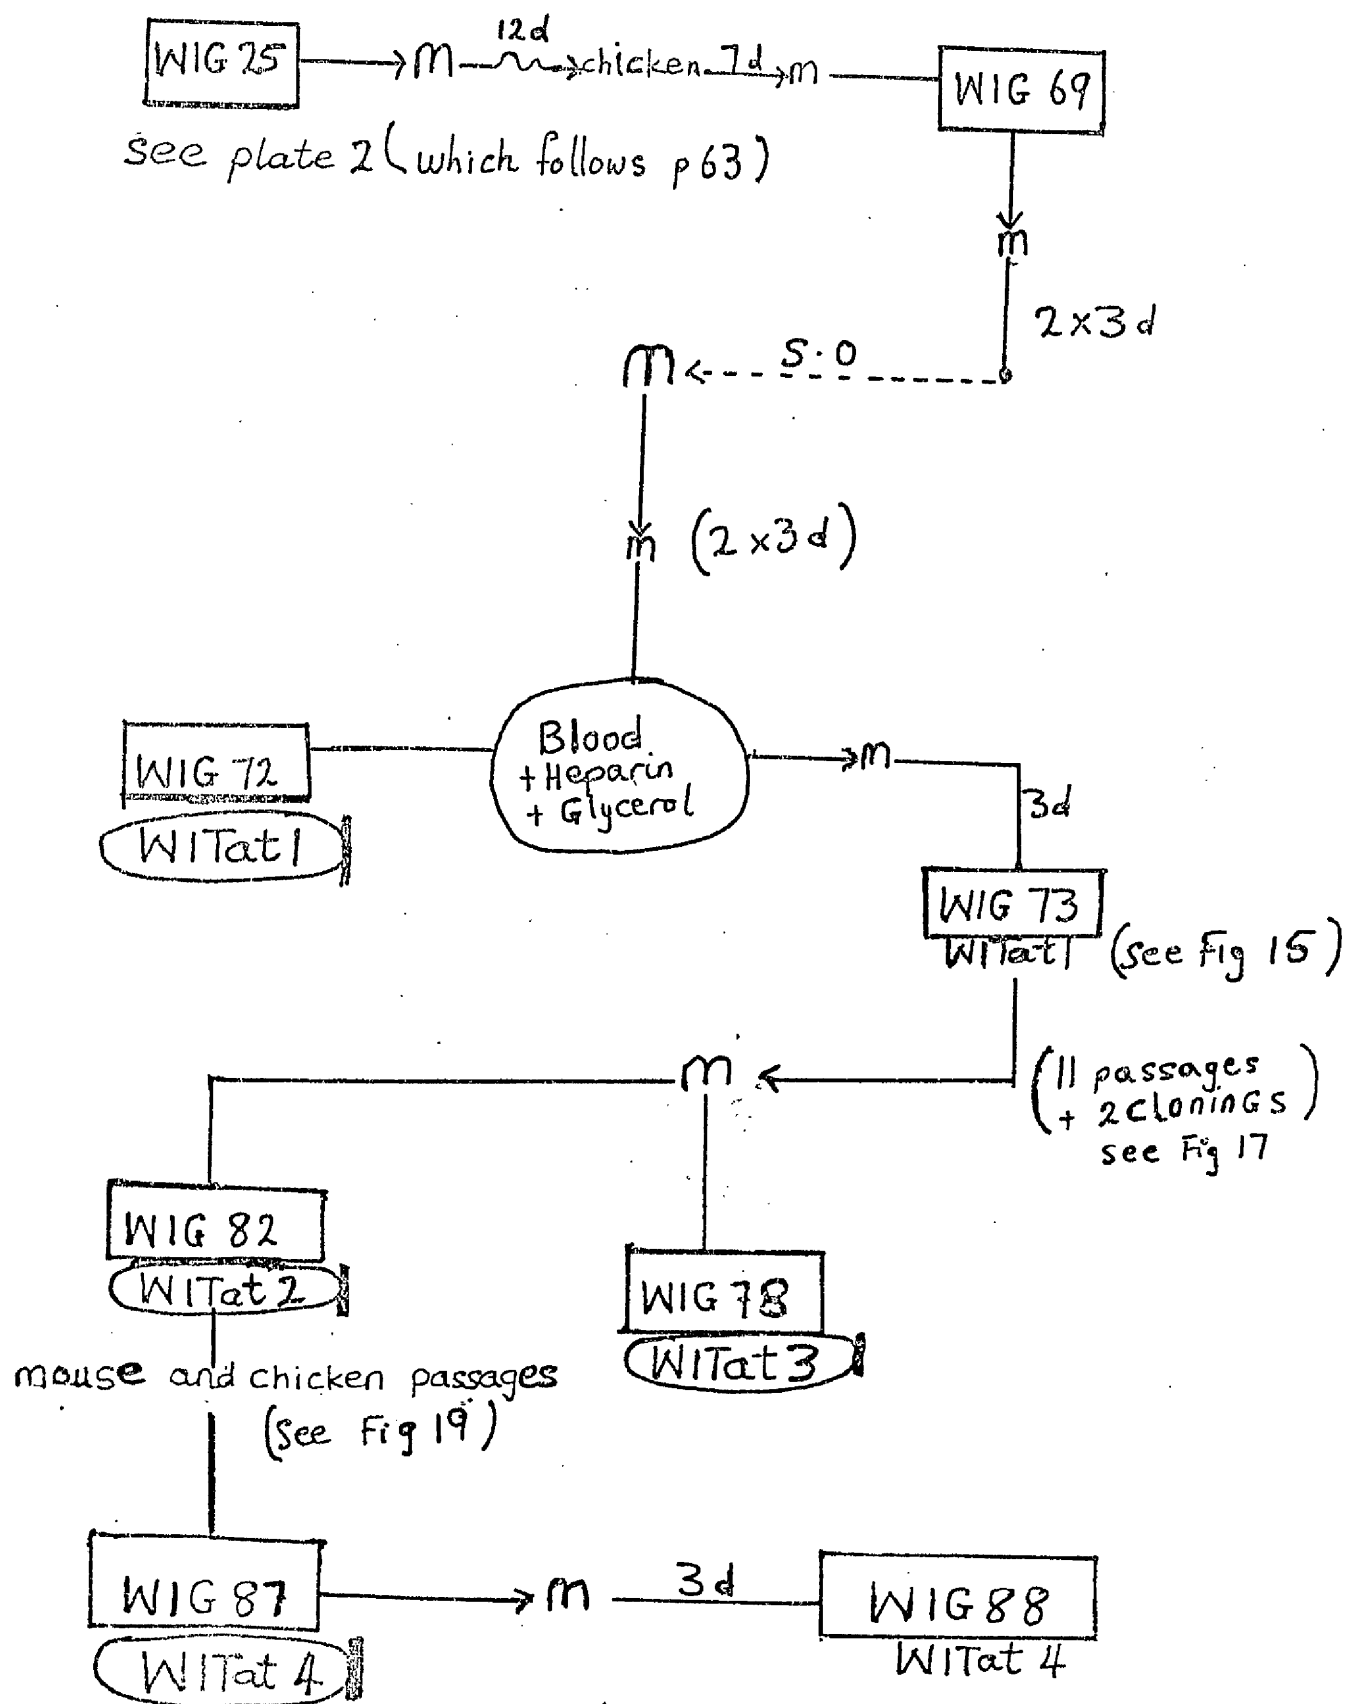 WIG 25
m
12d
chicken
7d
m
WIG 69
see plate 2 (which follows p 63)
m
2x3d
S.O
m
m (2x3d)
Blood
+ Heparin
+ Glycerol
WIG 72
WITat1
m
3d
WIG 73
WITat1 (see Fig 15)
m
(11 passages
+ 2 cloninGs)
see Fig 17
WIG 82
WITat 2
WIG 78
WITat 3
mouse and chicken passages
(see Fig 19)
WIG 87
WITat 4
m
3d
WIG 88
WITat 4